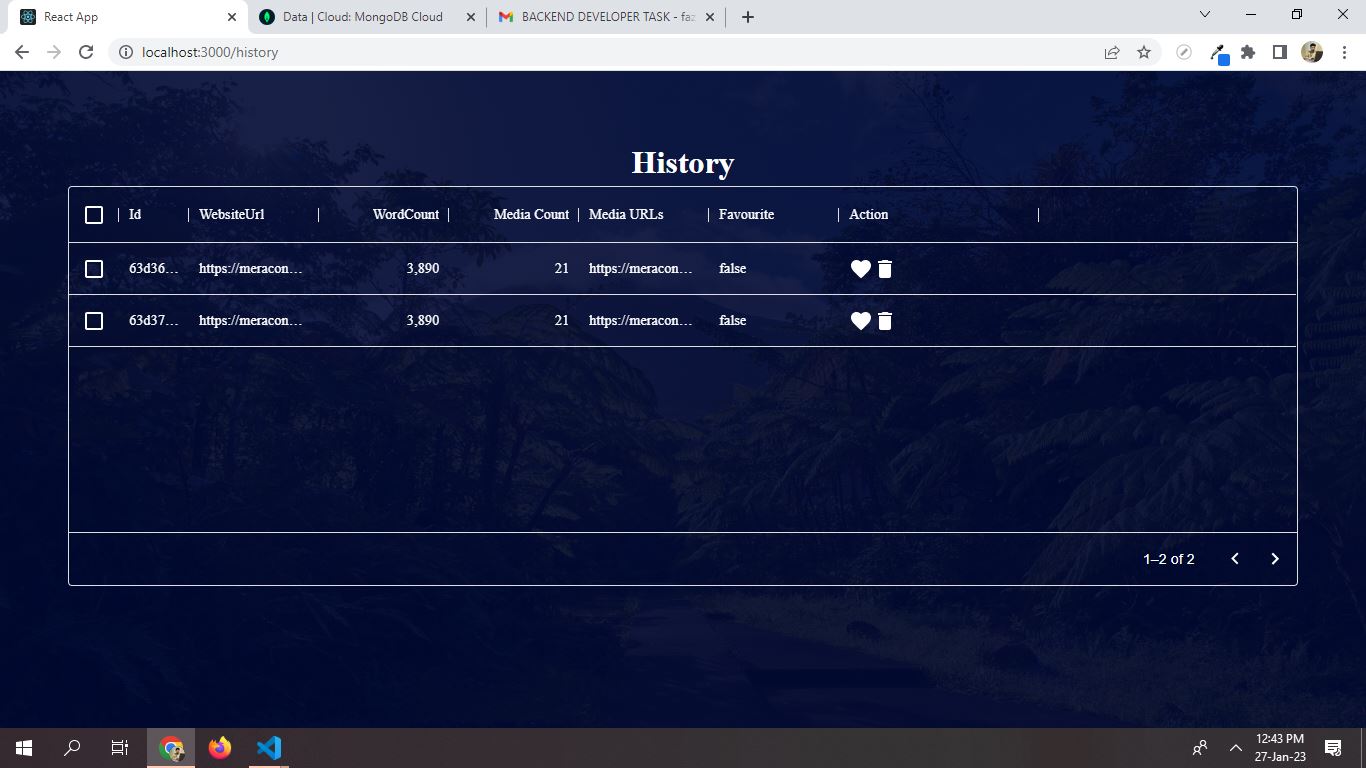 React App
Data | Cloud: MongoDB Cloud
BACKEND DEVELOPER TASK - faz
localhost:3000/history
History
Id WebsiteUrl WordCount Media Count Media URLs Favourite Action
63d36... https://meracon... 3,890 21 https://meracon... false
63d37... https://meracon... 3,890 21 https://meracon... false
1–2 of 2
12:43 PM
27-Jan-23